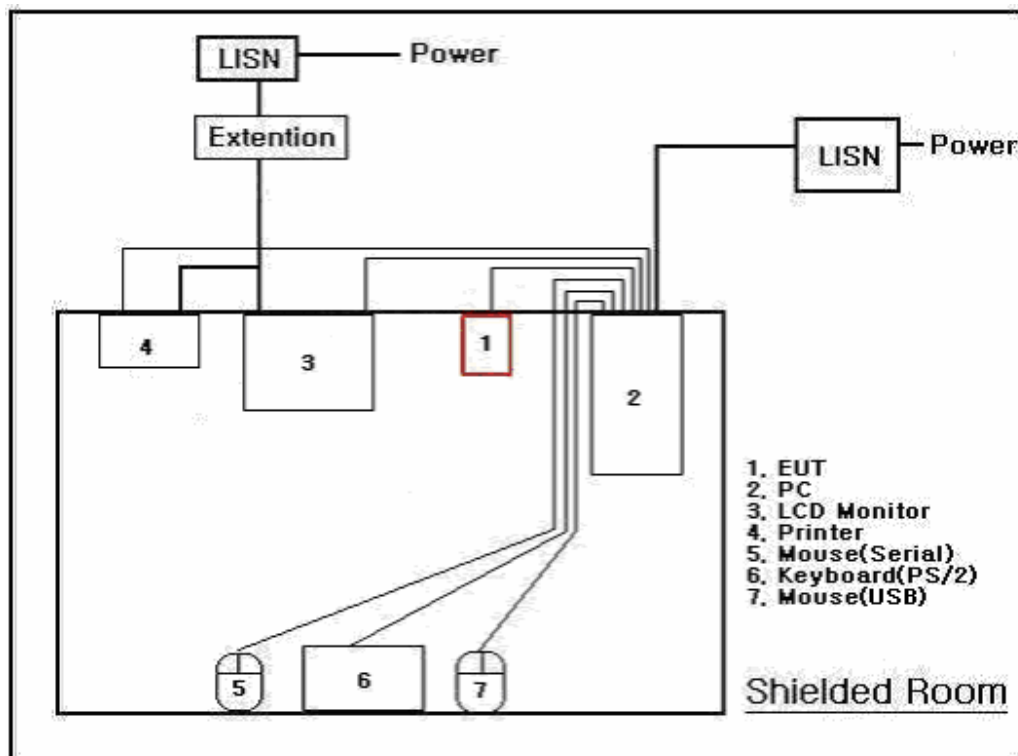 LISN
Power
Extention
LISN
Power
4
3
1
2
1, EUT
2, PC
3, LCD Monitor
4, Printer
5, Mouse(Serial)
6, Keyboard(PS/2)
7, Mouse(USB)
5
6
7
Shielded Room